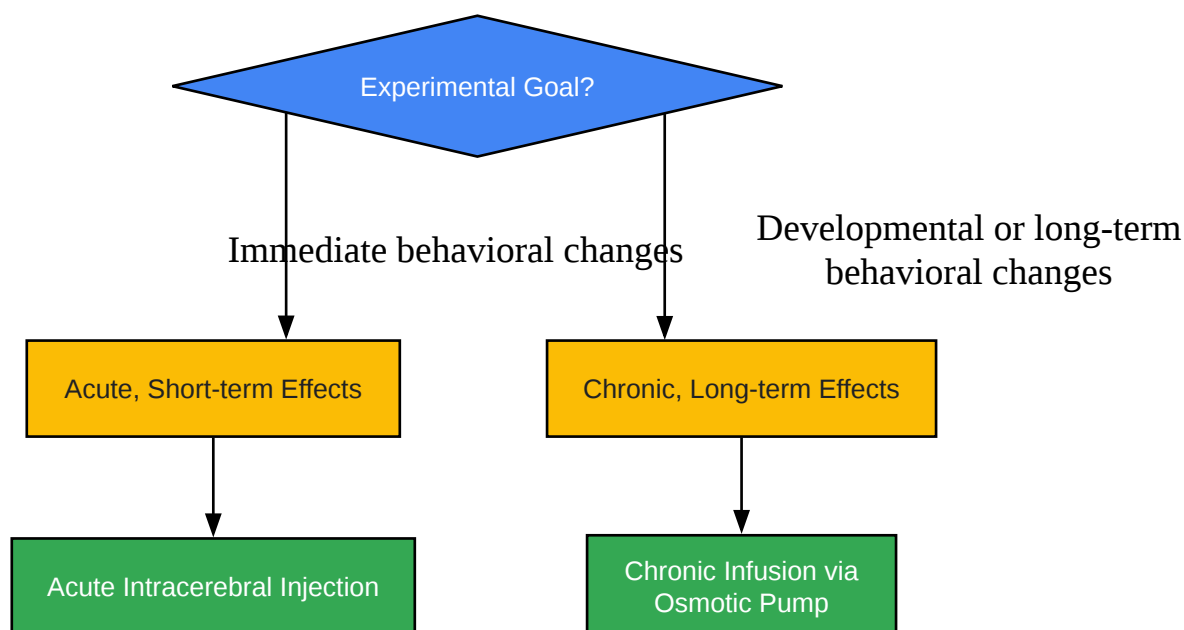 Experimental Goal?
Immediate behavioral changes
Developmental or long-term
behavioral changes
Acute, Short-term Effects
Chronic, Long-term Effects
Acute Intracerebral Injection
Chronic Infusion via
Osmotic Pump